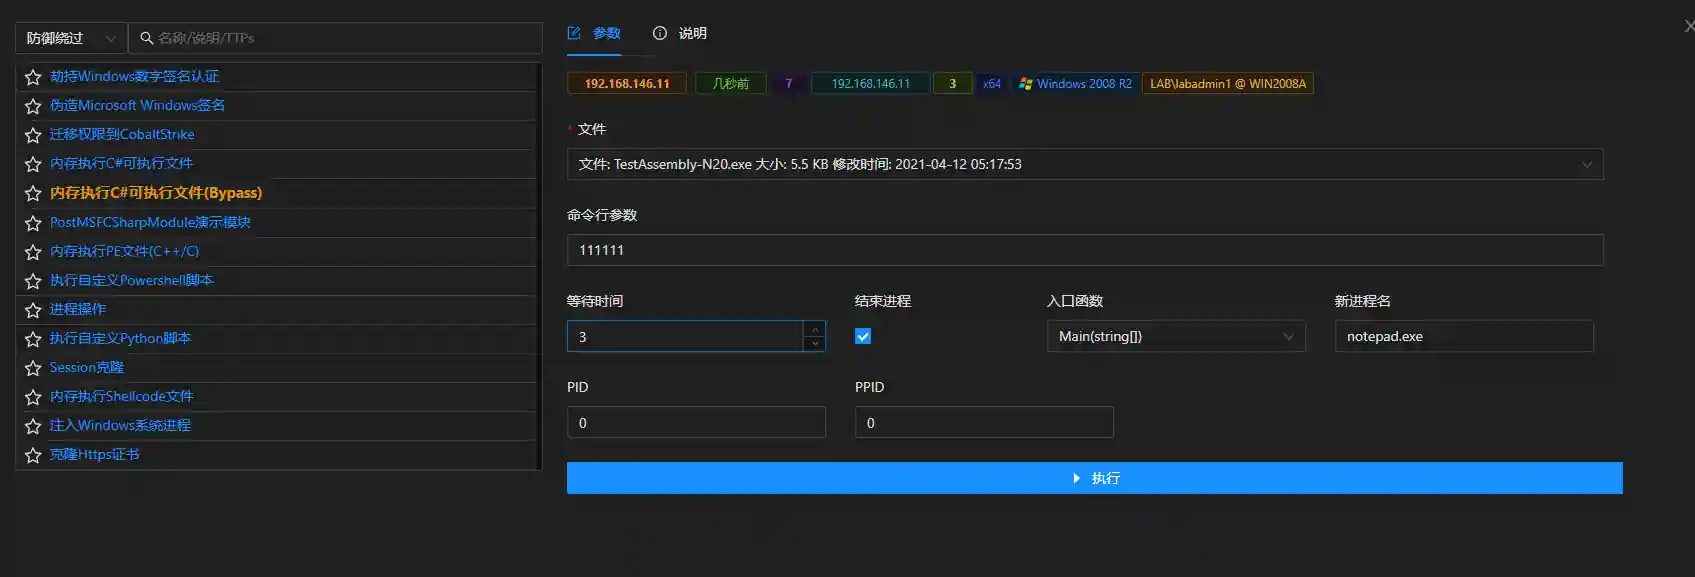 防御绕过 名称/说明/TTPs
劫持Windows数字签名认证
伪造Microsoft Windows签名
迁移权限到CobaltStrike
内存执行C#可执行文件
内存执行C#可执行文件(Bypass)
PostMSFCSharpModule演示模块
内存执行PE文件(C++/C)
执行自定义Powershell脚本
进程操作
执行自定义Python脚本
Session克隆
内存执行Shellcode文件
注入Windows系统进程
克隆Https证书
参数 说明
192.168.146.11 几秒前 7 192.168.146.11 3 x64 Windows 2008 R2 LAB\labadmin1 @ WIN2008A
* 文件
文件: TestAssembly-N20.exe 大小: 5.5 KB 修改时间: 2021-04-12 05:17:53
命令行参数
111111
等待时间 结束进程 入口函数 新进程名
3 Main(string[]) notepad.exe
PID PPID
0 0
执行